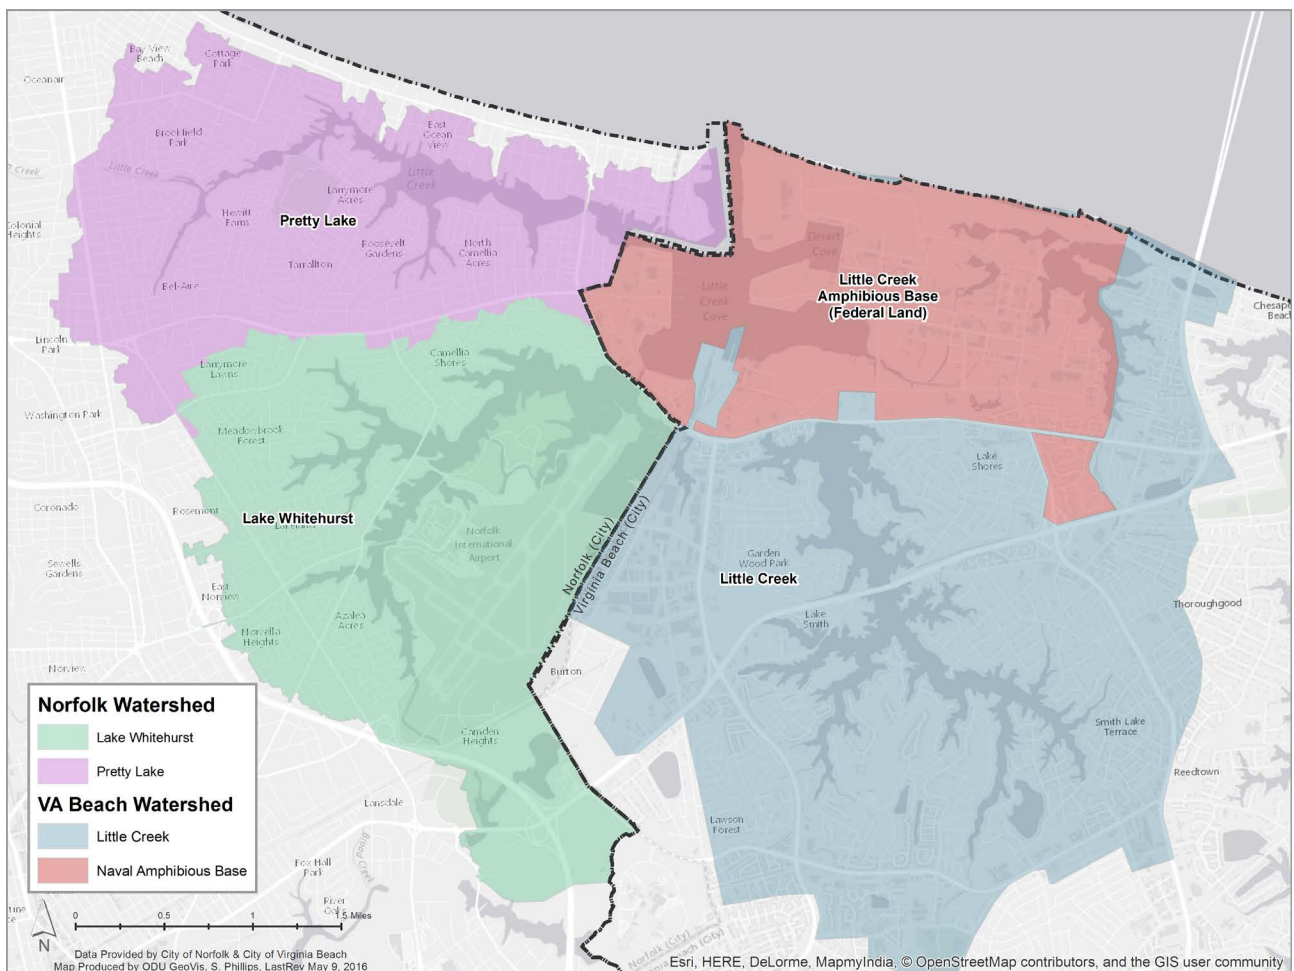 Bay View
Beach
Cottage
Park
Oceanair
East
Ocean
View
Brookfield
Park
Little Creek
Creek
Little
Creek
Larrymore
Acres
Pretty Lake
Hewitt
Farm
Colonial
Heights
Roosevelt
Gardens
North
Camellia
Acres
Tarrallton
Bel-Aire
Desert
Cove
Little
Creek
Cove
Little Creek
Amphibious Base
(Federal Land)
Chesape
Beach
Lincoln
Park
Larrymore
Lawns
Camellia
Shores
Washington Park
Meadowbrook
Forest
Lake
Shores
Coronado
Rosemont
Lake Whitehurst
Norfolk
International
Airport
Norfolk (City)
Virginia Beach (City)
Garden
Wood Park
Little Creek
Sewells
Gardens
East
Norview
Azalea
Acres
Lake
Smith
Thoroughgood
Norvella
Heights
Norview
Burton
Camden
Heights
Smith Lake
Terrace
Reedtown
Lansdale
Lawson
Forest
Fox Hall
Park
River
Oaks
Norfolk Watershed
Lake Whitehurst
Pretty Lake
VA Beach Watershed
Little Creek
Naval Amphibious Base
0 0.5 1 1.5 Miles
N
Norfolk (City)
Data Provided by City of Norfolk & City of Virginia Beach
Map Produced by ODU GeoVis, S. Phillips, LastRev May 9, 2016
Esri, HERE, DeLorme, MapmyIndia, © OpenStreetMap contributors, and the GIS user community